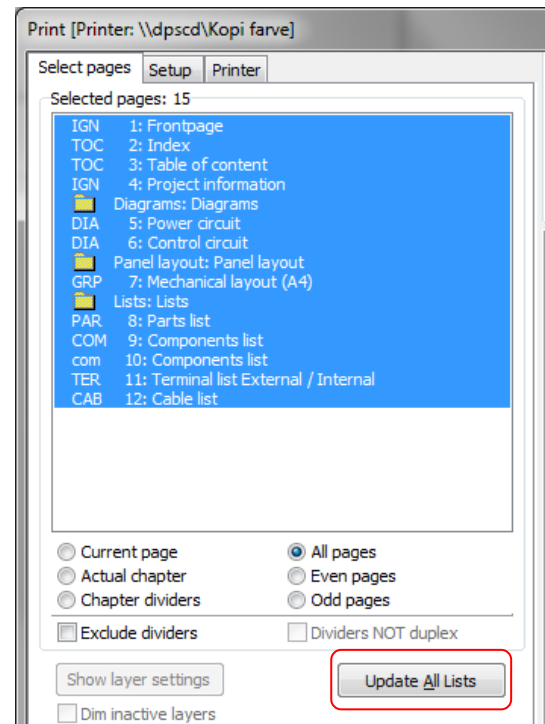 Print [Printer: \\dpscd\Kopi farve]
Select pages Setup Printer
Selected pages: 15
IGN 1: Frontpage
TOC 2: Index
TOC 3: Table of content
IGN 4: Project information
Diagrams: Diagrams
DIA 5: Power circuit
DIA 6: Control circuit
Panel layout: Panel layout
GRP 7: Mechanical layout (A4)
Lists: Lists
PAR 8: Parts list
COM 9: Components list
com 10: Components list
TER 11: Terminal list External / Internal
CAB 12: Cable list
Current page All pages
Actual chapter Even pages
Chapter dividers Odd pages
Exclude dividers Dividers NOT duplex
Show layer settings Update All Lists
Dim inactive layers